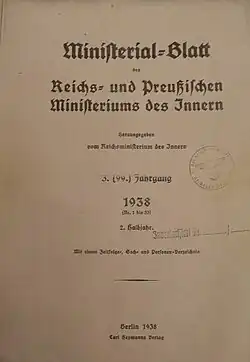 Ministerial-Blatt
des
Reichs- und Preußischen
Ministeriums des Innern
Herausgegeben
vom Reichsministerium des Innern
3. (99.) Jahrgang
1938
2. Halbjahr.
Mit einem Zeitfolge-, Sach- und Personen-Verzeichnis
Berlin 1938
Carl Heymanns Verlag